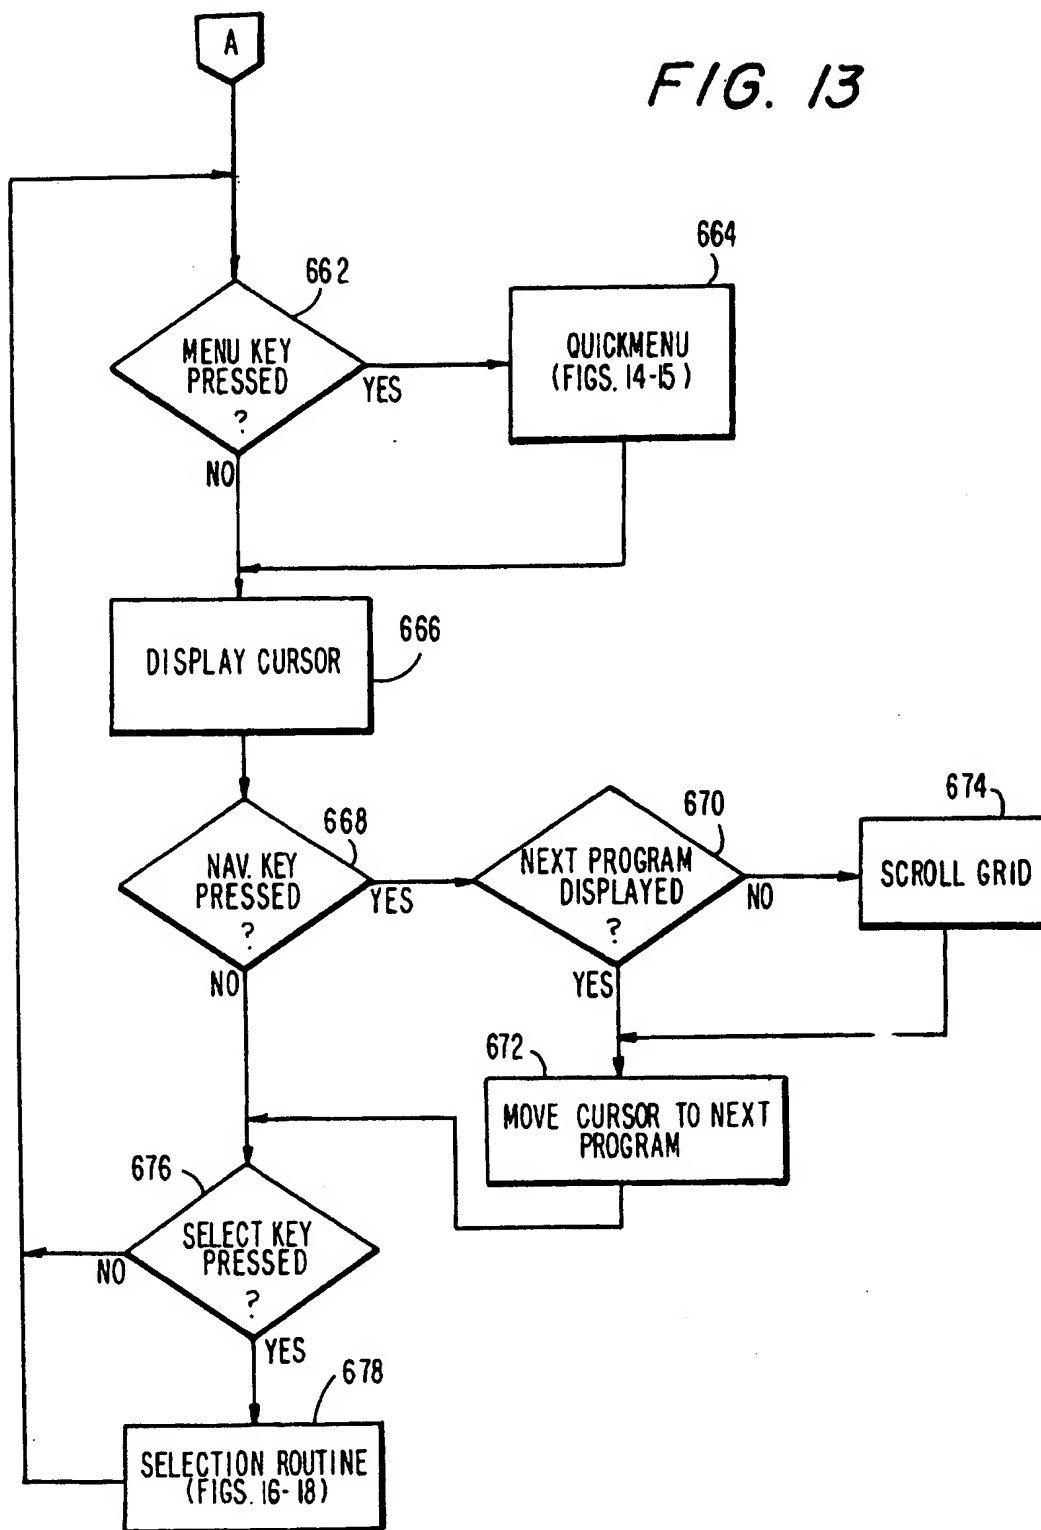 A
FIG. 13
662
MENU KEY
PRESSED
?
YES
NO
664
QUICKMENU
(FIGS. 14-15)
DISPLAY CURSOR
666
668
NAV. KEY
PRESSED
?
YES
NO
670
NEXT PROGRAM
DISPLAYED
?
NO
YES
674
SCROLL GRID
672
MOVE CURSOR TO NEXT
PROGRAM
676
SELECT KEY
PRESSED
?
NO
YES
678
SELECTION ROUTINE
(FIGS. 16-18)